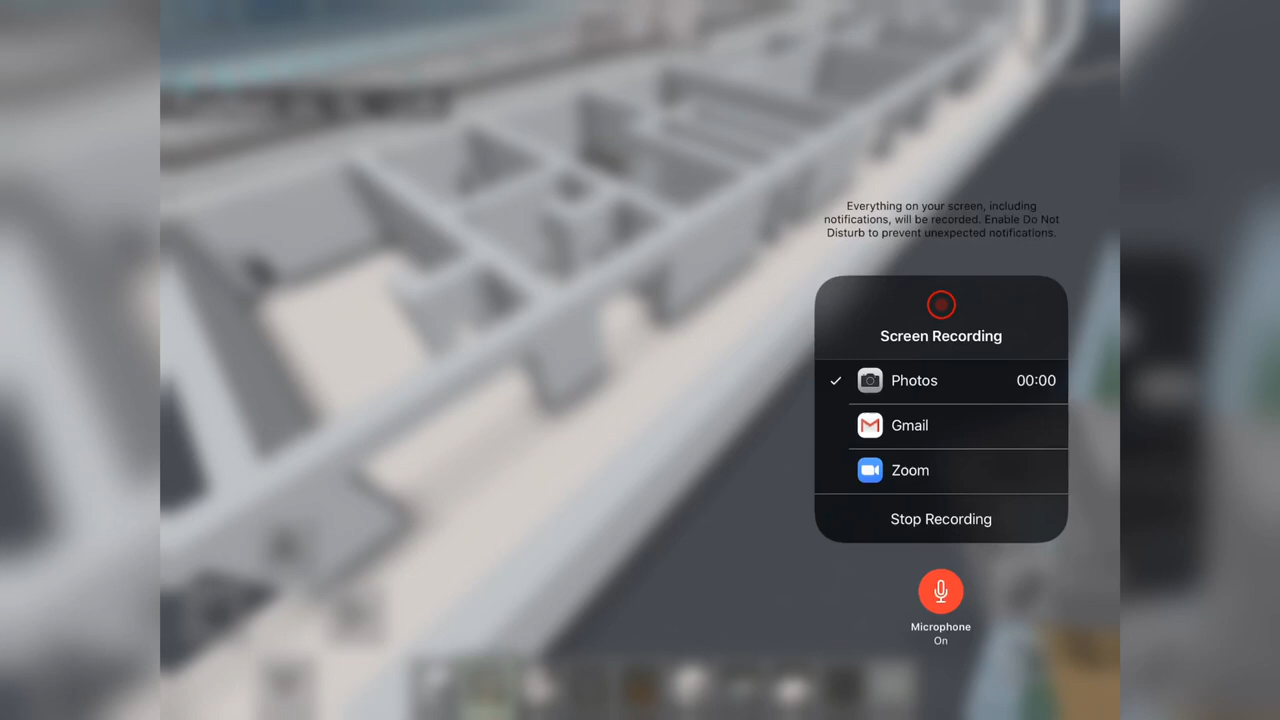 Everything on your screen, including
notifications, will be recorded. Enable Do Not
Disturb to prevent unexpected notifications.
Screen Recording
Photos 00:00
Gmail
Zoom
Stop Recording
Microphone
On